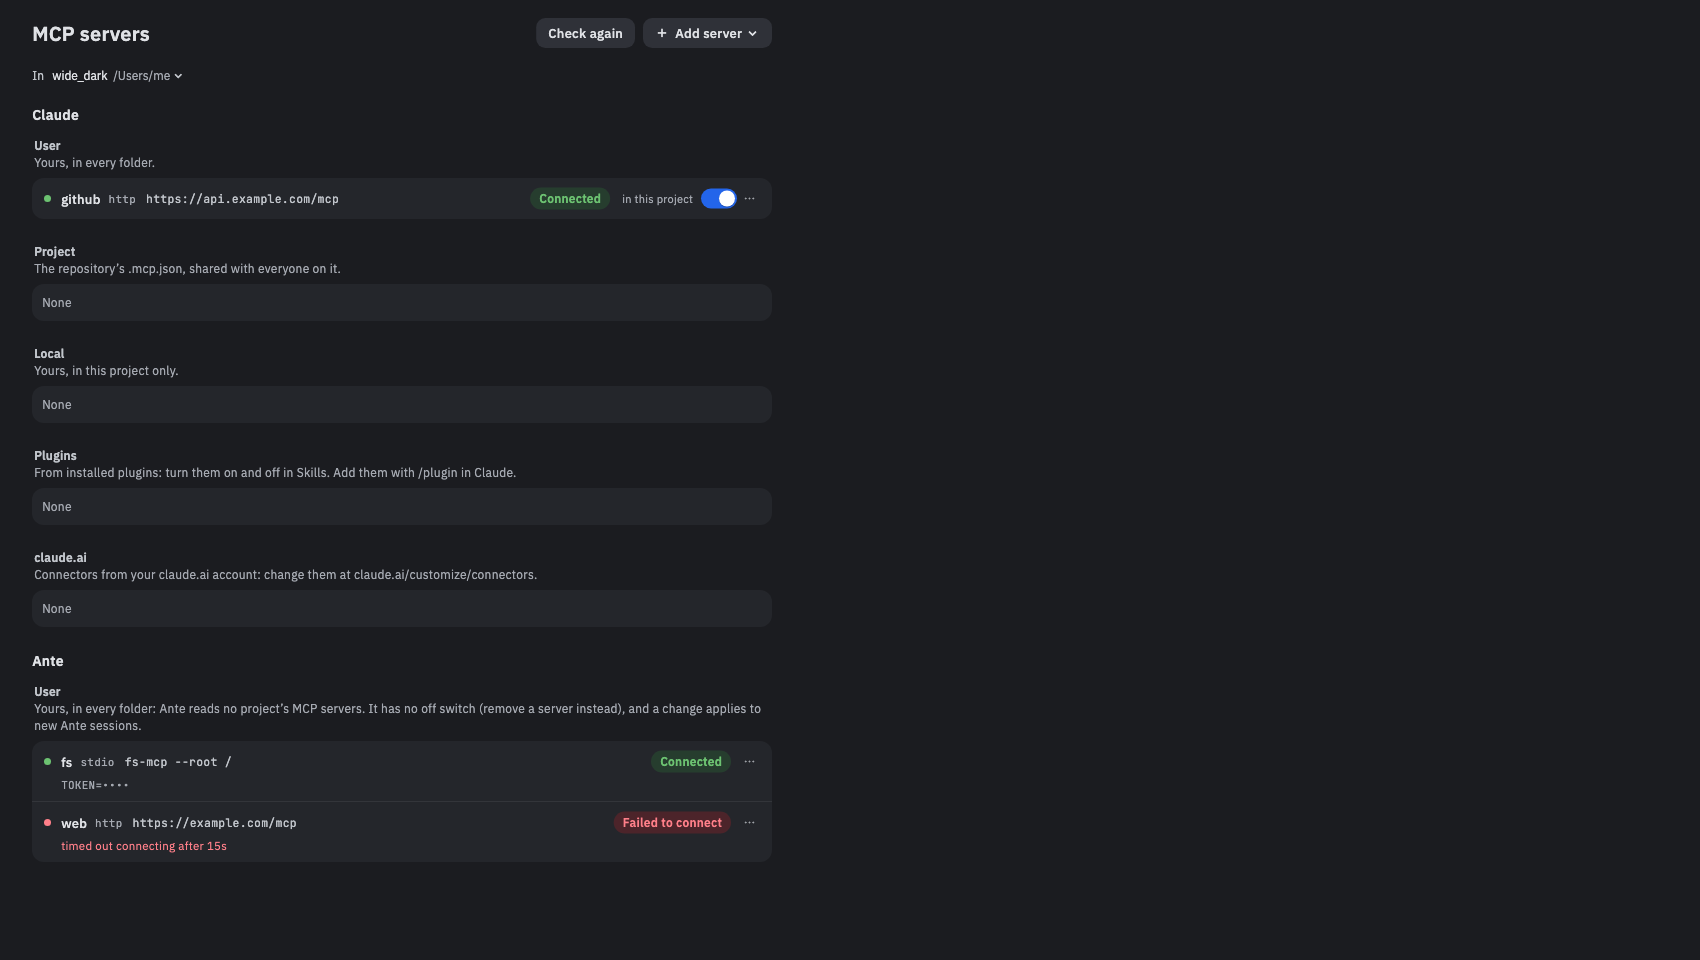 MCP servers
Check again
+ Add server
In wide_dark /Users/me
Claude
User
Yours, in every folder.
github http https://api.example.com/mcp Connected in this project ···
Project
The repository’s .mcp.json, shared with everyone on it.
None
Local
Yours, in this project only.
None
Plugins
From installed plugins: turn them on and off in Skills. Add them with /plugin in Claude.
None
claude.ai
Connectors from your claude.ai account: change them at claude.ai/customize/connectors.
None
Ante
User
Yours, in every folder: Ante reads no project’s MCP servers. It has no off switch (remove a server instead), and a change applies to
new Ante sessions.
fs stdio fs-mcp --root / Connected ···
TOKEN=••••
web http https://example.com/mcp Failed to connect ···
timed out connecting after 15s